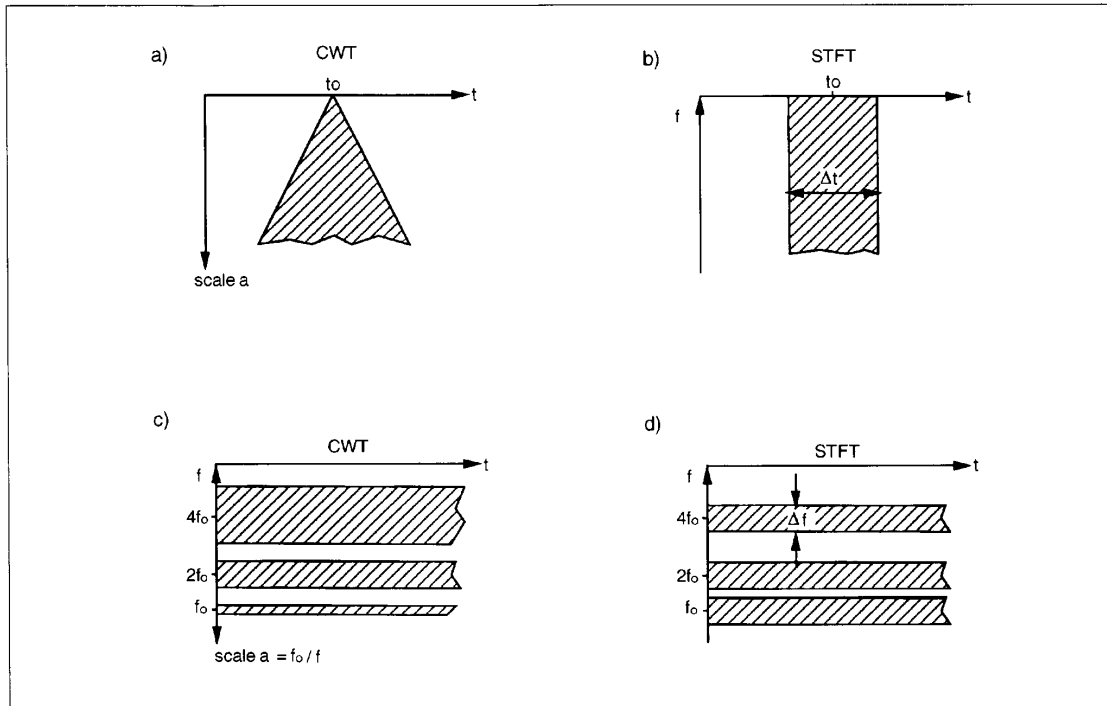 a)
CWT
to
t
scale a
b)
STFT
to
t
f
Δt
c)
CWT
t
f
4fo
2fo
fo
scale a = fo / f
d)
STFT
t
f
4fo
Δf
2fo
fo